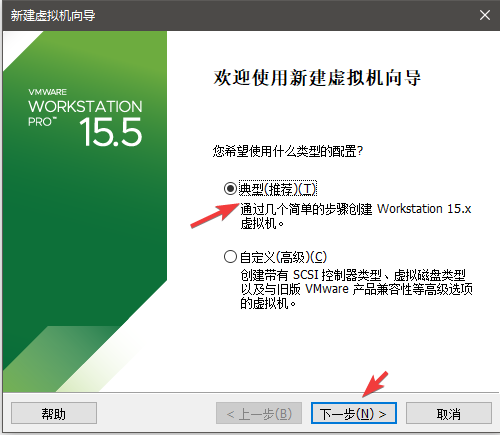 新建虚拟机向导
VMWARE
WORKSTATION
PRO™
15.5
欢迎使用新建虚拟机向导
您希望使用什么类型的配置?
典型(推荐)(T)
通过几个简单的步骤创建 Workstation 15.x
虚拟机。
自定义(高级)(C)
创建带有 SCSI 控制器类型、虚拟磁盘类型
以及与旧版 VMware 产品兼容性等高级选项
的虚拟机。
帮助
< 上一步(B)
下一步(N) >
取消